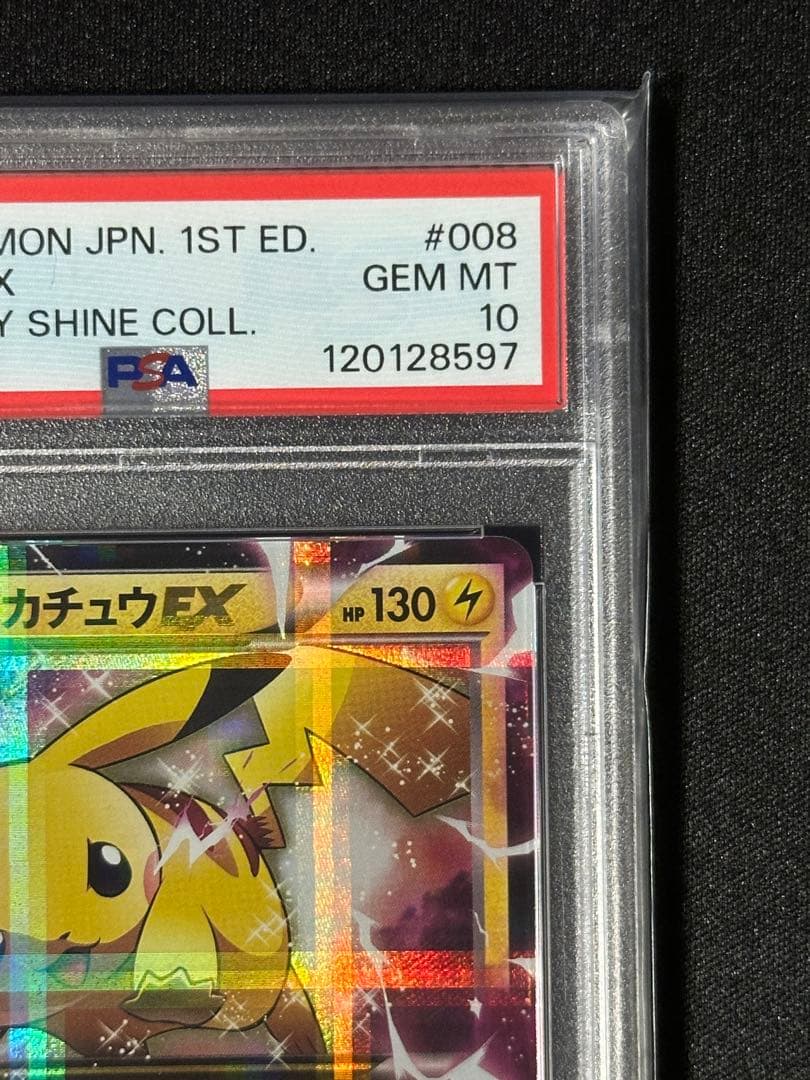 MON JPN. 1ST ED. #008
X GEM MT
Y SHINE COLL. 10
PSA 120128597
カチュウEX HP 130